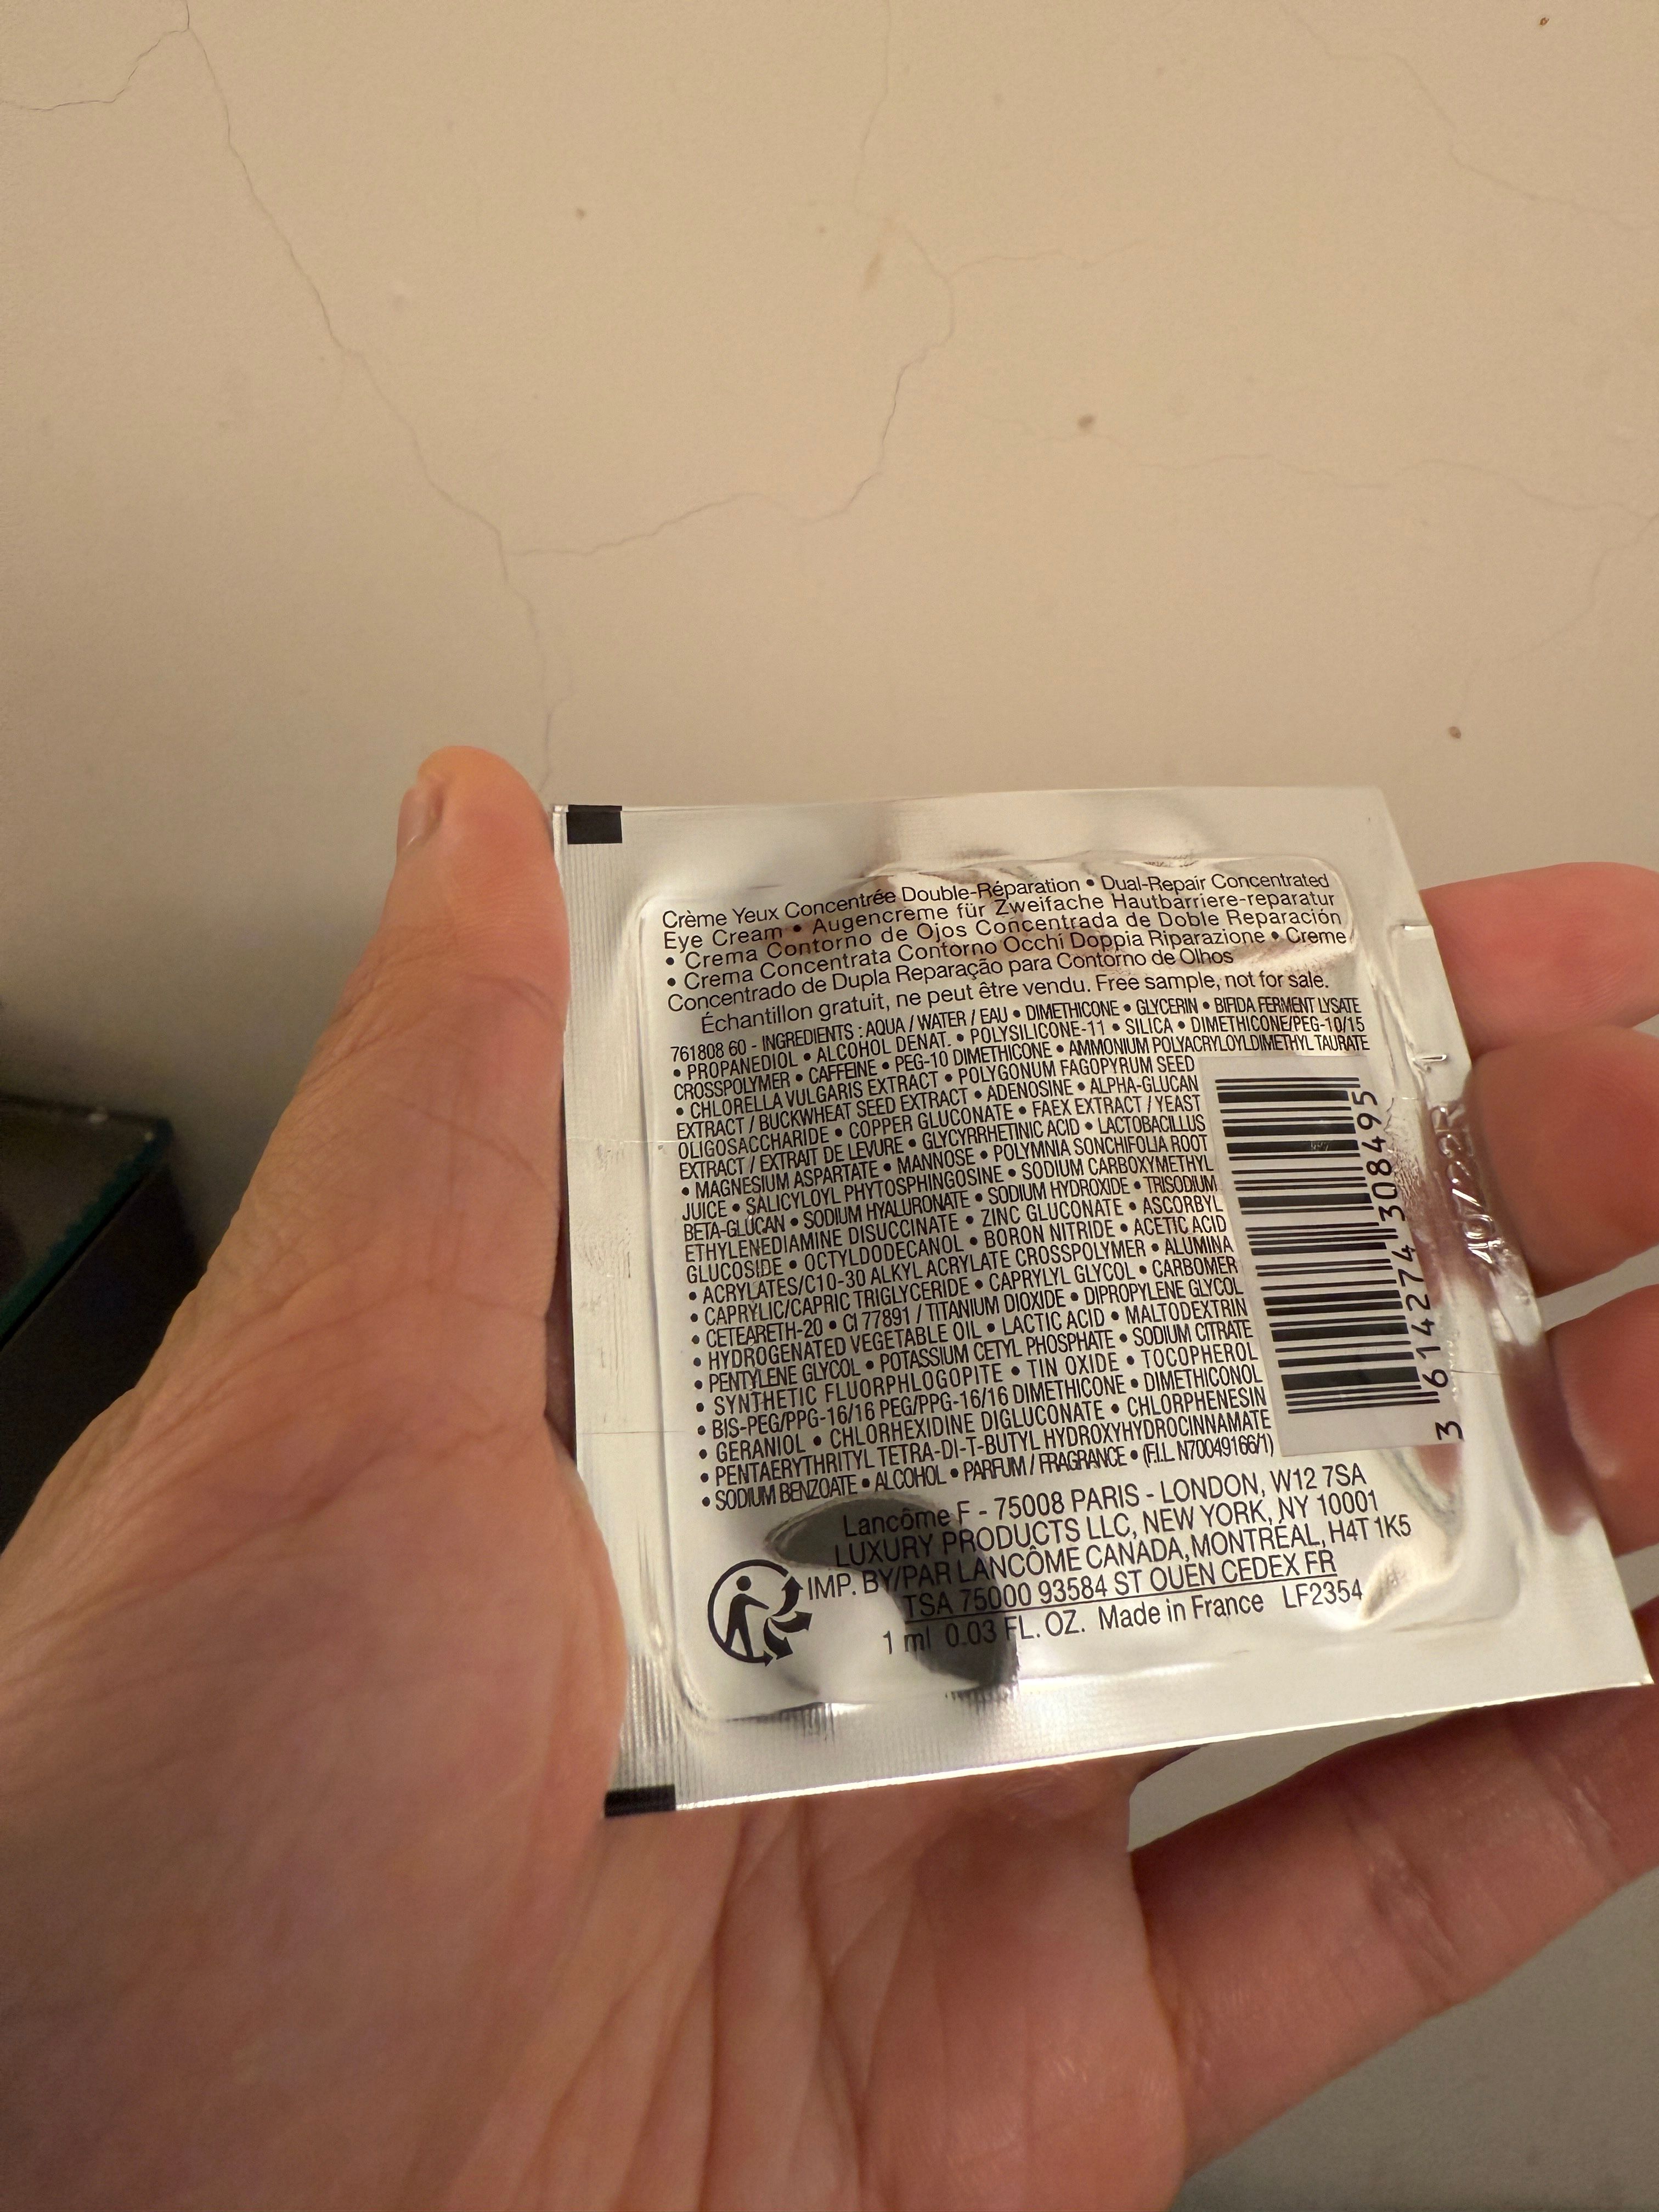 Crème Yeux Concentrée Double-Réparation • Dual-Repair Concentrated
Eye Cream • Augencreme für Zweifache Hautbarriere-reparatur
• Crema Contorno de Ojos Concentrada de Doble Reparación
• Crema Concentrata Contorno Occhi Doppia Riparazione • Creme
Concentrado de Dupla Reparação para Contorno de Olhos
Échantillon gratuit, ne peut être vendu. Free sample, not for sale.
761808 60 - INGREDIENTS : AQUA / WATER / EAU • DIMETHICONE • GLYCERIN • BIFIDA FERMENT LYSATE
• PROPANEDIOL • ALCOHOL DENAT. • POLYSILICONE-11 • SILICA • DIMETHICONE/PEG-10/15
CROSSPOLYMER • CAFFEINE • PEG-10 DIMETHICONE • AMMONIUM POLYACRYLOYLDIMETHYL TAURATE
• CHLORELLA VULGARIS EXTRACT • POLYGONUM FAGOPYRUM SEED
EXTRACT / BUCKWHEAT SEED EXTRACT • ADENOSINE • ALPHA-GLUCAN
OLIGOSACCHARIDE • COPPER GLUCONATE • FAEX EXTRACT / YEAST
EXTRACT / EXTRAIT DE LEVURE • GLYCYRRHETINIC ACID • LACTOBACILLUS
• MAGNESIUM ASPARTATE • MANNOSE • POLYMNIA SONCHIFOLIA ROOT
JUICE • SALICYLOYL PHYTOSPHINGOSINE • SODIUM CARBOXYMETHYL
BETA-GLUCAN • SODIUM HYALURONATE • SODIUM HYDROXIDE • TRISODIUM
ETHYLENEDIAMINE DISUCCINATE • ZINC GLUCONATE • ASCORBYL
GLUCOSIDE • OCTYLDODECANOL • BORON NITRIDE • ACETIC ACID
• ACRYLATES/C10-30 ALKYL ACRYLATE CROSSPOLYMER • ALUMINA
• CAPRYLIC/CAPRIC TRIGLYCERIDE • CAPRYLYL GLYCOL • CARBOMER
• CETEARETH-20 • CI 77891 / TITANIUM DIOXIDE • DIPROPYLENE GLYCOL
• HYDROGENATED VEGETABLE OIL • LACTIC ACID • MALTODEXTRIN
• PENTYLENE GLYCOL • POTASSIUM CETYL PHOSPHATE • SODIUM CITRATE
• SYNTHETIC FLUORPHLOGOPITE • TIN OXIDE • TOCOPHEROL
• BIS-PEG/PPG-16/16 PEG/PPG-16/16 DIMETHICONE • DIMETHICONOL
• GERANIOL • CHLORHEXIDINE DIGLUCONATE • CHLORPHENESIN
• PENTAERYTHRITYL TETRA-DI-T-BUTYL HYDROXYHYDROCINNAMATE
• SODIUM BENZOATE • ALCOHOL • PARFUM / FRAGRANCE • (F.I.L. N70049166/1)
3 614274 308495
Lancôme F - 75008 PARIS - LONDON, W12 7SA
LUXURY PRODUCTS LLC, NEW YORK, NY 10001
IMP. BY/PAR LANCÔME CANADA, MONTRÉAL, H4T 1K5
TSA 75000 93584 ST OUEN CEDEX FR
1 ml 0.03 FL. OZ. Made in France LF2354